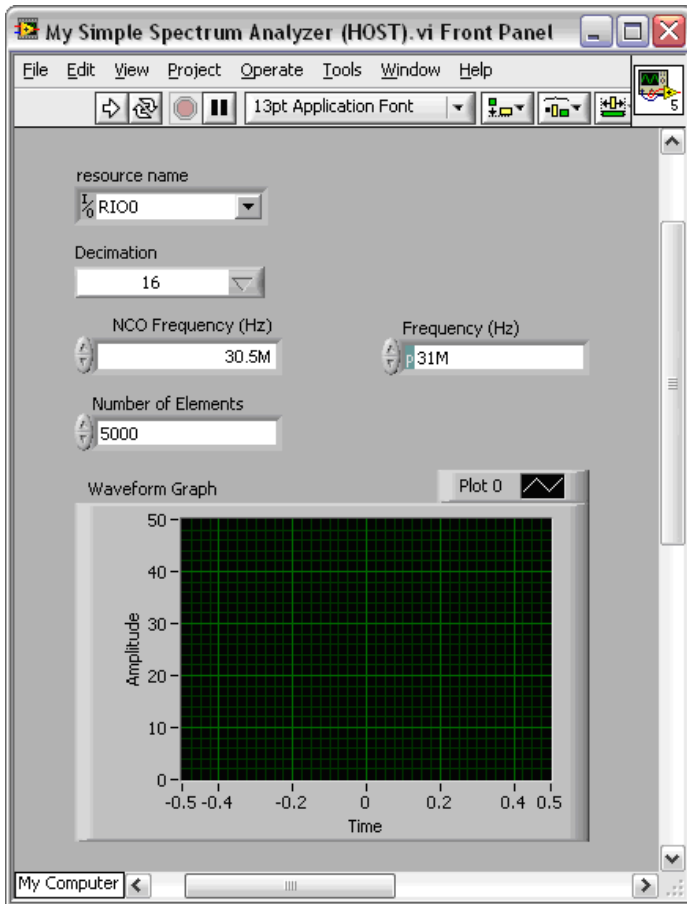 My Simple Spectrum Analyzer (HOST).vi Front Panel
File Edit View Project Operate Tools Window Help
13pt Application Font
5
resource name
I/O RIO0
Decimation
16
NCO Frequency (Hz) Frequency (Hz)
30.5M p 31M
Number of Elements
5000
Waveform Graph Plot 0
50
40
30
20
10
0
Amplitude
-0.5 -0.4 -0.2 0 0.2 0.4 0.5
Time
My Computer